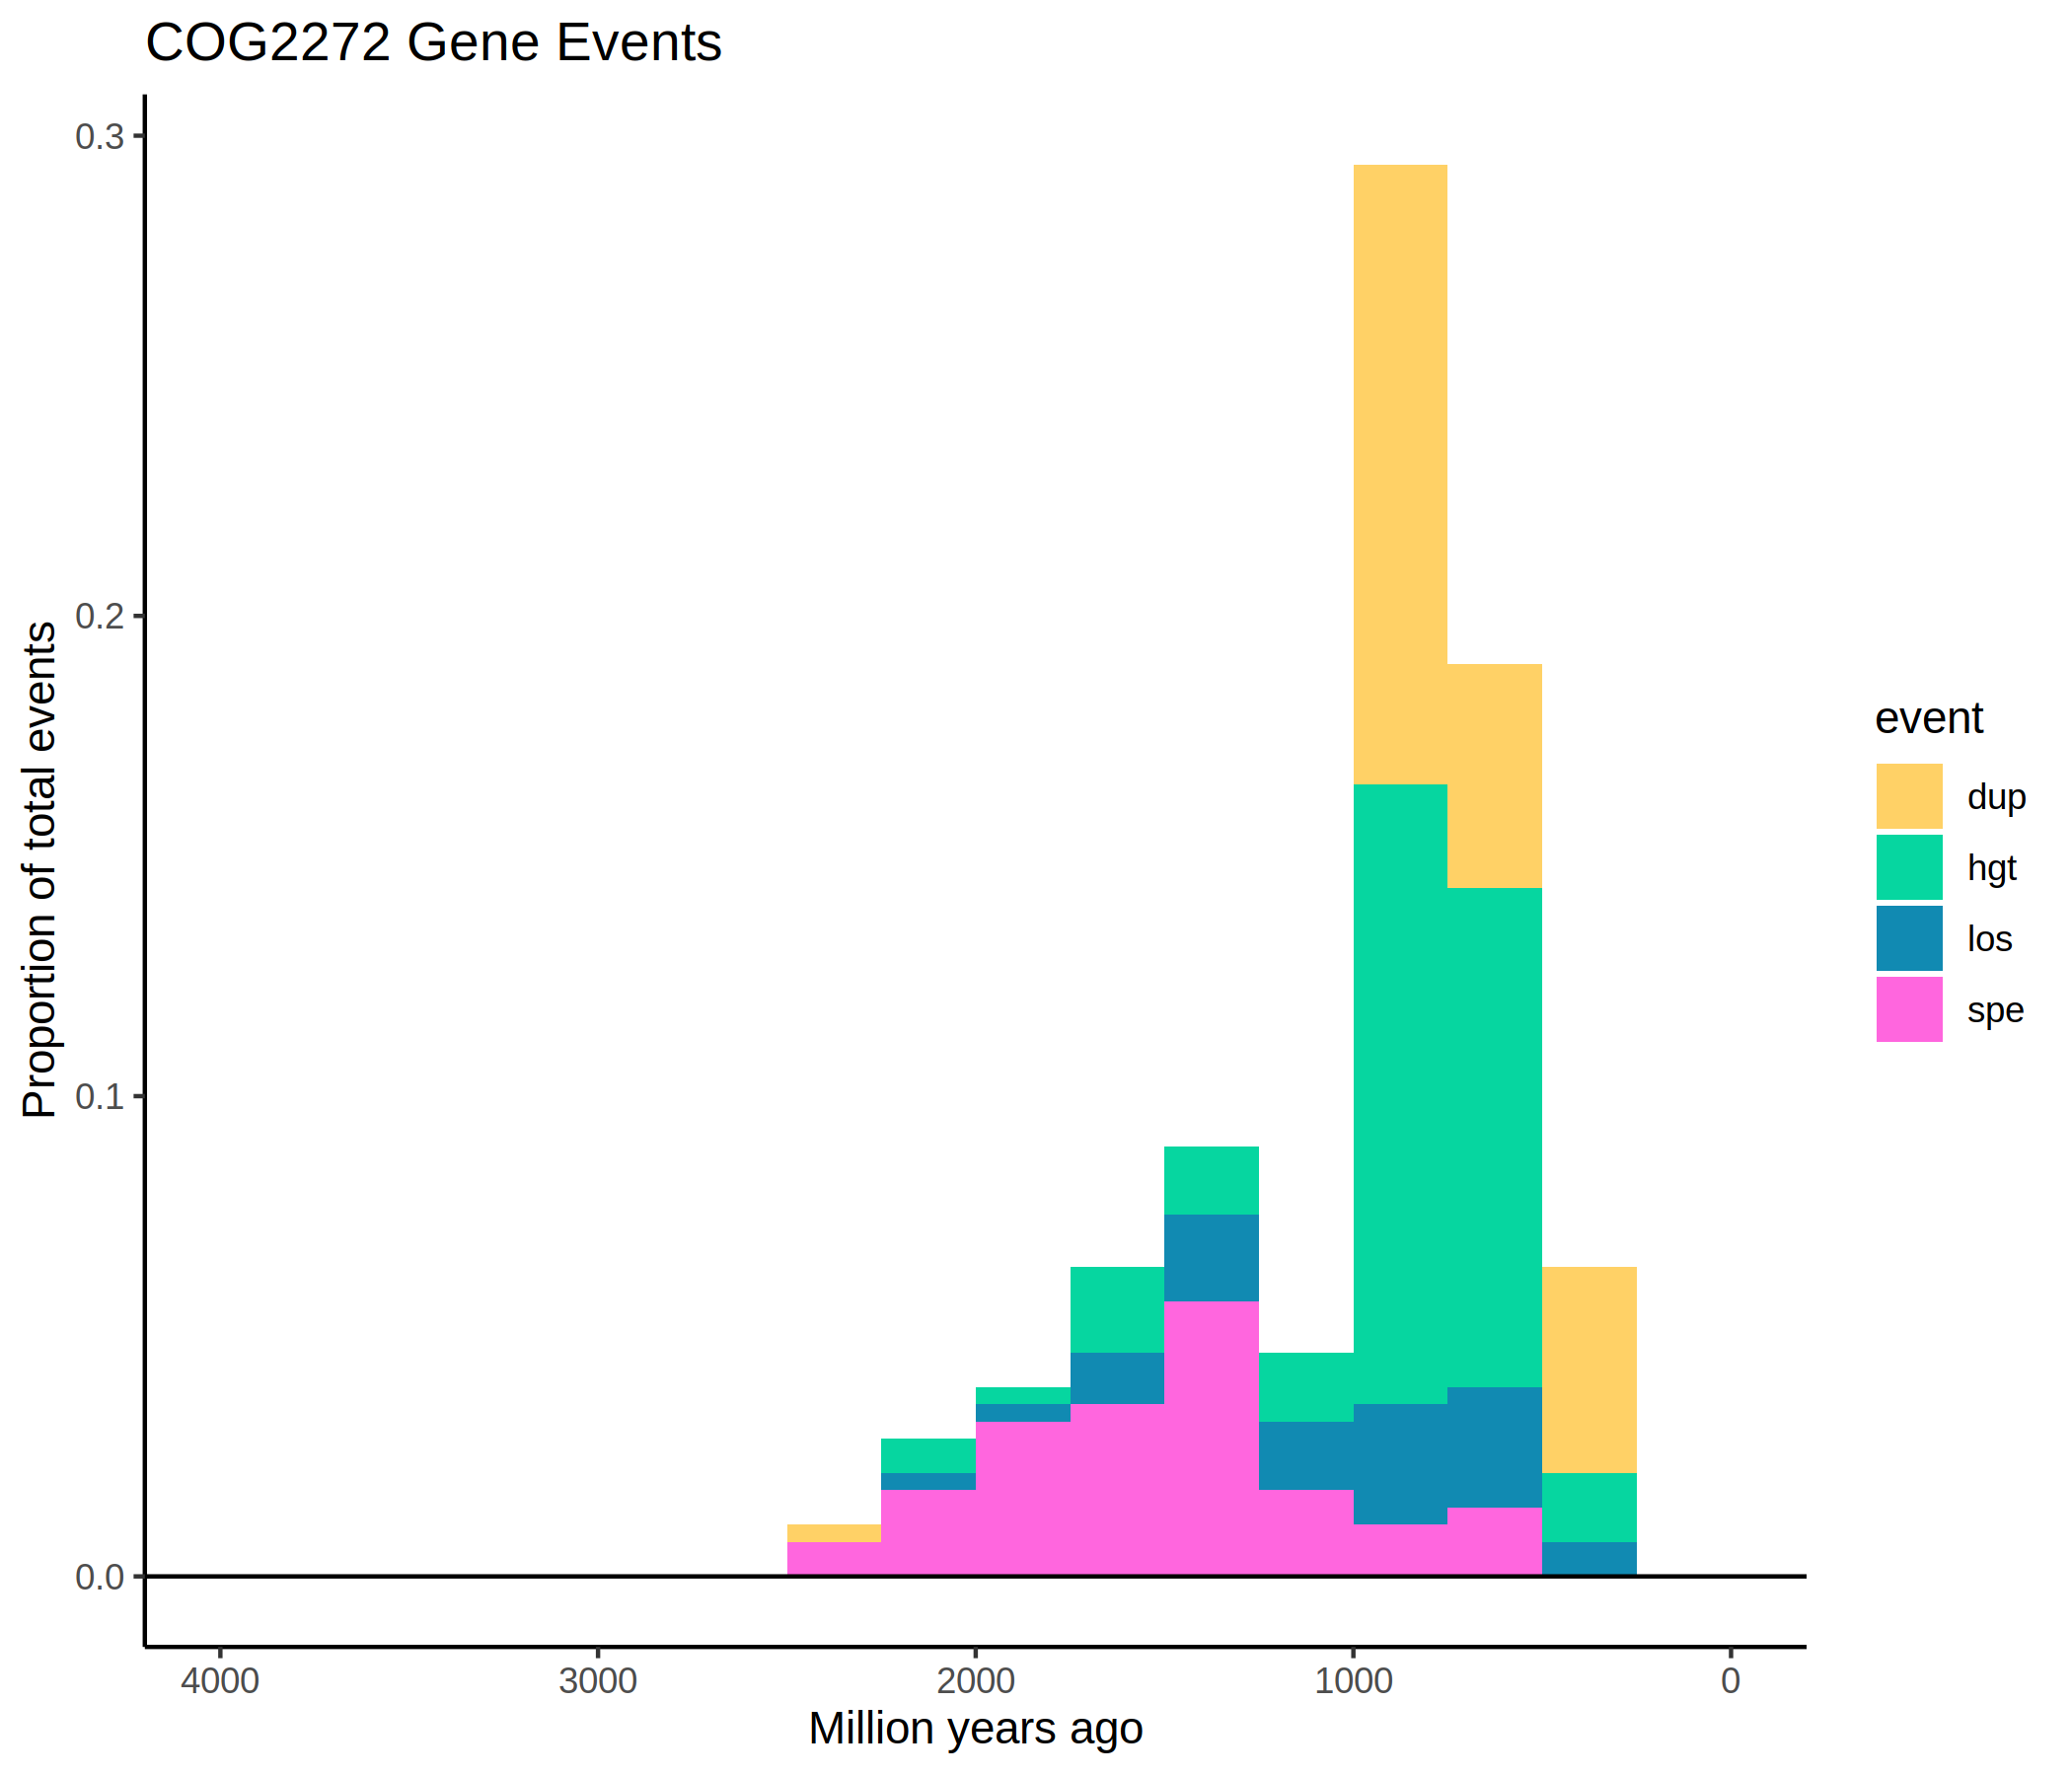 COG2272 Gene Events
Proportion of total events
0.3
0.2
0.1
0.0
4000 3000 2000 1000 0
Million years ago
event
dup
hgt
los
spe